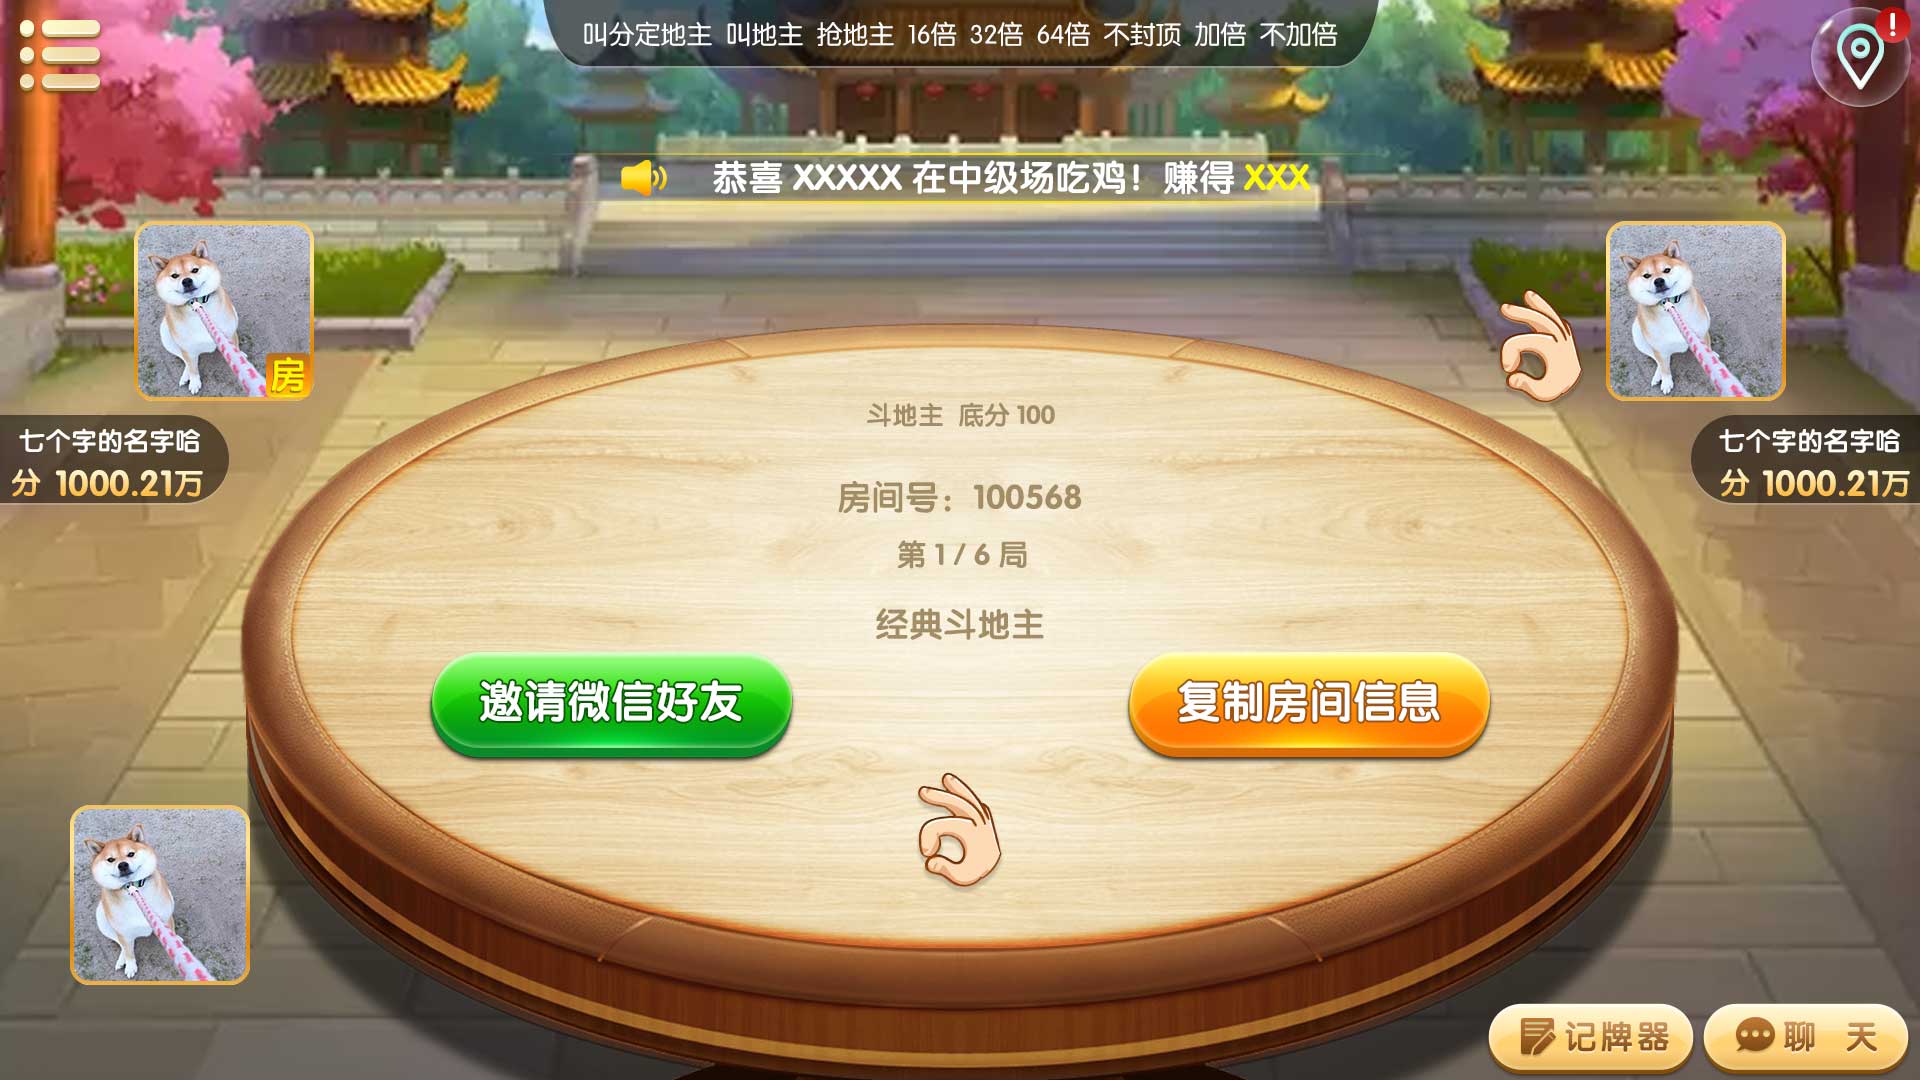 叫分定地主 叫地主 抢地主 16倍 32倍 64倍 不封顶 加倍 不加倍
!
恭喜 XXXXX 在中级场吃鸡！赚得 XXX
房
七个字的名字哈
分 1000.21万
七个字的名字哈
分 1000.21万
斗地主 底分 100
房间号：100568
第 1 / 6 局
经典斗地主
邀请微信好友
复制房间信息
记牌器
聊 天